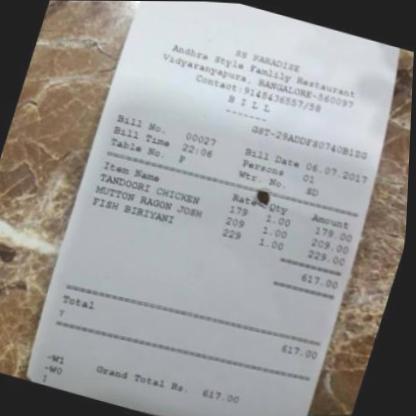 SS PARADISE
Andhra Style Famlily Restaurant
Vidyaranyapura, BANGALORE-560097
Contact:9148436557/58
B I L L
-------
GST-29ADDFS0740B1ZG
Bill No. 00027 Bill Date 06.07.2017
Bill Time 22:06 Persons 01
Table No. P Wtr. No. SD
Item Name Rate Qty Amount
TANDOORI CHICKEN 179 1.00 179.00
MUTTON RAGON JOSH 209 1.00 209.00
FISH BIRIYANI 229 1.00 229.00
617.00
Total 617.00
-W1
-W0
Grand Total Rs. 617.00